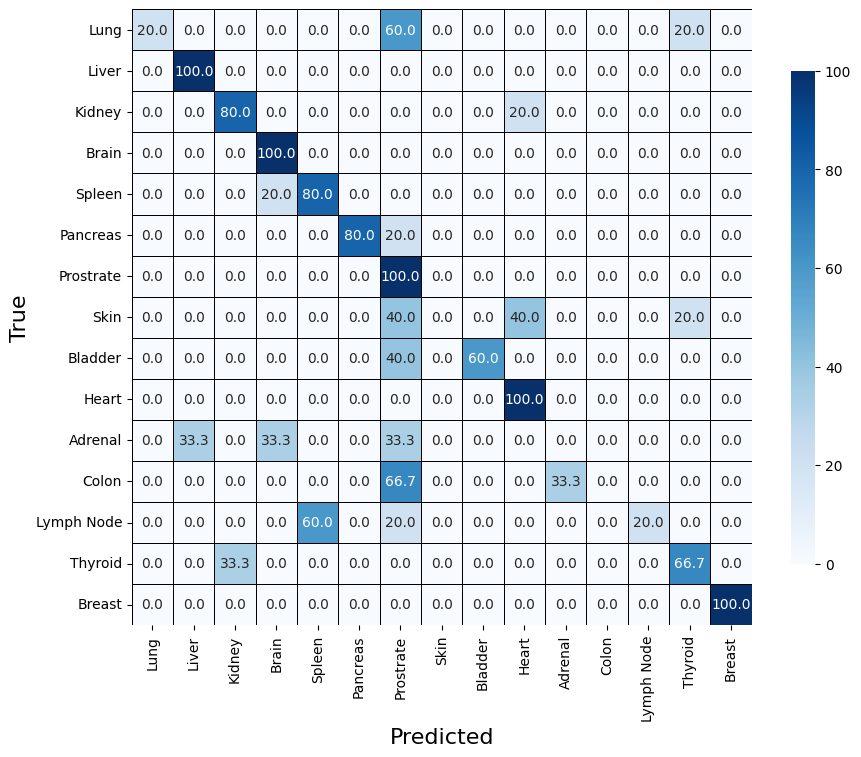 Lung 20.0 0.0 0.0 0.0 0.0 0.0 60.0 0.0 0.0 0.0 0.0 0.0 0.0 20.0 0.0
Liver 0.0 100.0 0.0 0.0 0.0 0.0 0.0 0.0 0.0 0.0 0.0 0.0 0.0 0.0 0.0
100
Kidney 0.0 0.0 80.0 0.0 0.0 0.0 0.0 0.0 0.0 20.0 0.0 0.0 0.0 0.0 0.0
Brain 0.0 0.0 0.0 100.0 0.0 0.0 0.0 0.0 0.0 0.0 0.0 0.0 0.0 0.0 0.0
80
Spleen 0.0 0.0 0.0 20.0 80.0 0.0 0.0 0.0 0.0 0.0 0.0 0.0 0.0 0.0 0.0
Pancreas 0.0 0.0 0.0 0.0 0.0 80.0 20.0 0.0 0.0 0.0 0.0 0.0 0.0 0.0 0.0
Prostrate 0.0 0.0 0.0 0.0 0.0 0.0 100.0 0.0 0.0 0.0 0.0 0.0 0.0 0.0 0.0
60
True
Skin 0.0 0.0 0.0 0.0 0.0 0.0 40.0 0.0 0.0 40.0 0.0 0.0 0.0 20.0 0.0
Bladder 0.0 0.0 0.0 0.0 0.0 0.0 40.0 0.0 60.0 0.0 0.0 0.0 0.0 0.0 0.0
40
Heart 0.0 0.0 0.0 0.0 0.0 0.0 0.0 0.0 0.0 100.0 0.0 0.0 0.0 0.0 0.0
Adrenal 0.0 33.3 0.0 33.3 0.0 0.0 33.3 0.0 0.0 0.0 0.0 0.0 0.0 0.0 0.0
20
Colon 0.0 0.0 0.0 0.0 0.0 0.0 66.7 0.0 0.0 0.0 33.3 0.0 0.0 0.0 0.0
Lymph Node 0.0 0.0 0.0 0.0 60.0 0.0 20.0 0.0 0.0 0.0 0.0 0.0 20.0 0.0 0.0
Thyroid 0.0 0.0 33.3 0.0 0.0 0.0 0.0 0.0 0.0 0.0 0.0 0.0 0.0 66.7 0.0
0
Breast 0.0 0.0 0.0 0.0 0.0 0.0 0.0 0.0 0.0 0.0 0.0 0.0 0.0 0.0 100.0
Lung
Liver
Kidney
Brain
Spleen
Pancreas
Prostrate
Skin
Bladder
Heart
Adrenal
Colon
Lymph Node
Thyroid
Breast
Predicted